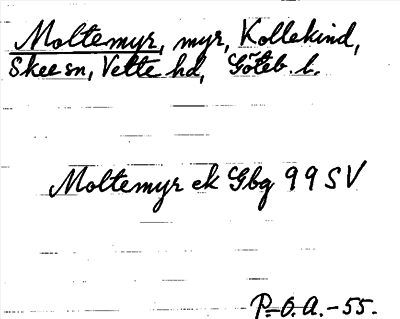 Moltemyr, myr, Kollekind,
Skee sn, Vette hd, Göteb. l.
Moltemyr ek Gbg 99 SV
P.O.A.-55.